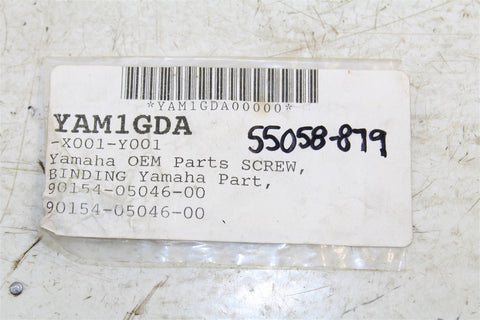 *YAM1GDA00000*
YAM1GDA
55058-879
-X001-Y001
Yamaha OEM Parts SCREW,
BINDING Yamaha Part,
90154-05046-00
90154-05046-00